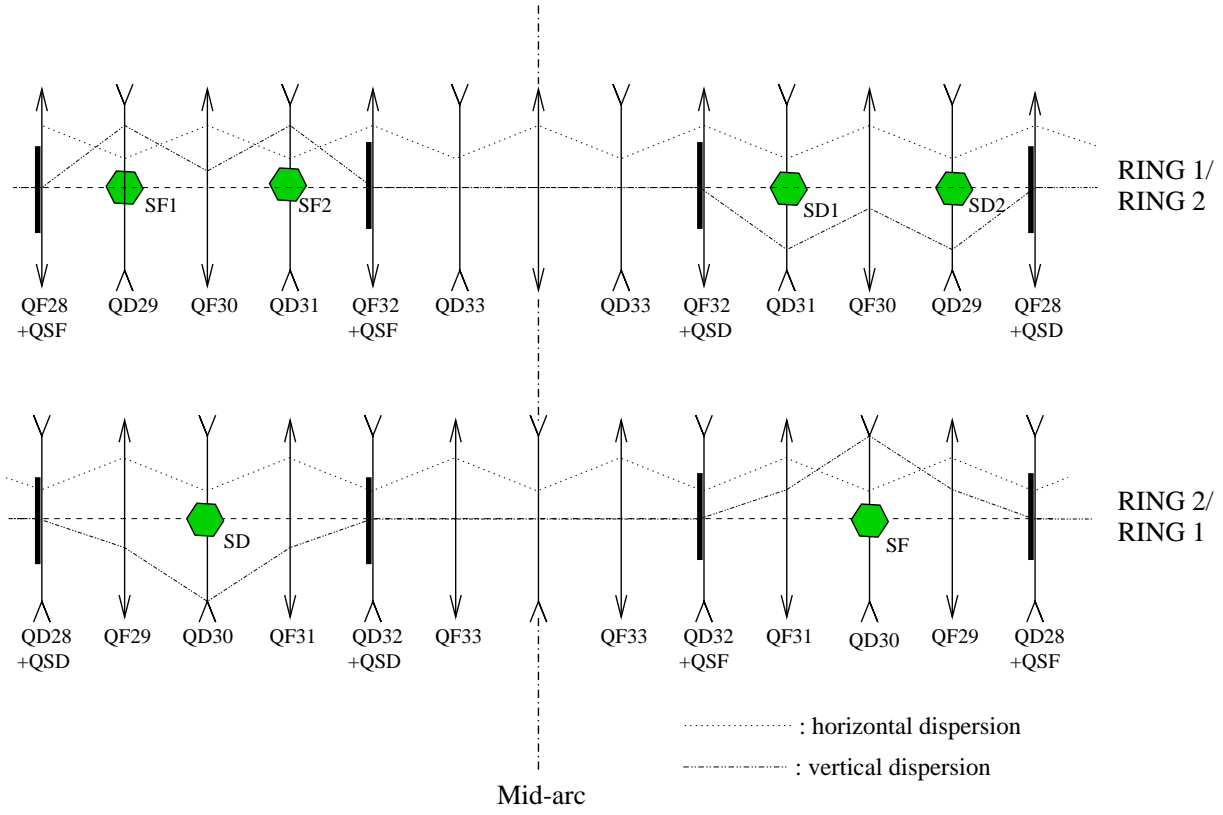 SF1
SF2
SD1
SD2
RING 1/
RING 2
QF28
+QSF
QD29
QF30
QD31
QF32
+QSF
QD33
QD33
QF32
+QSD
QD31
QF30
QD29
QF28
+QSD
SD
SF
RING 2/
RING 1
QD28
+QSD
QF29
QD30
QF31
QD32
+QSD
QF33
QF33
QD32
+QSF
QF31
QD30
QF29
QD28
+QSF
: horizontal dispersion
: vertical dispersion
Mid-arc